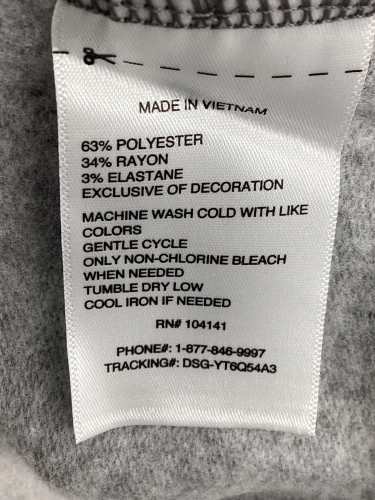 MADE IN VIETNAM
63% POLYESTER
34% RAYON
3% ELASTANE
EXCLUSIVE OF DECORATION
MACHINE WASH COLD WITH LIKE
COLORS
GENTLE CYCLE
ONLY NON-CHLORINE BLEACH
WHEN NEEDED
TUMBLE DRY LOW
COOL IRON IF NEEDED
RN# 104141
PHONE#: 1-877-846-9997
TRACKING#: DSG-YT6Q54A3